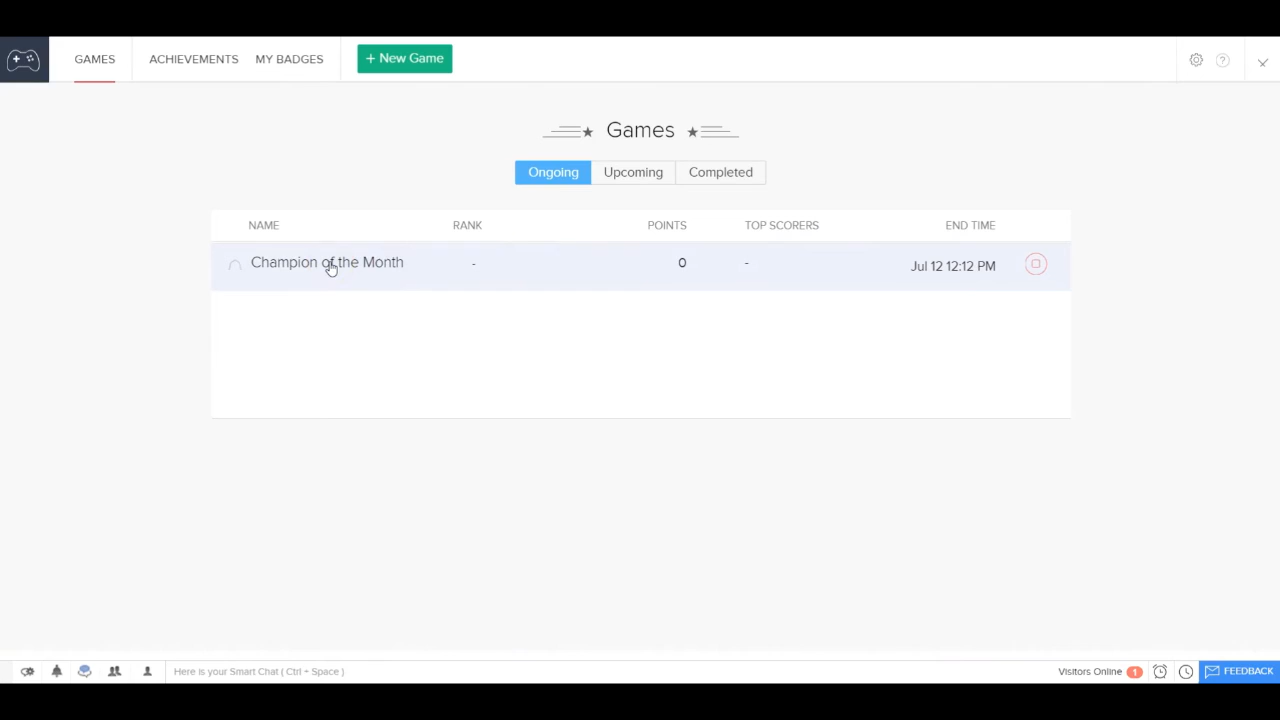 GAMES ACHIEVEMENTS MY BADGES + New Game ?
Games
Ongoing Upcoming Completed
NAME RANK POINTS TOP SCORERS END TIME
Champion of the Month - 0 - Jul 12 12:12 PM
Here is your Smart Chat ( Ctrl + Space ) Visitors Online 1 FEEDBACK